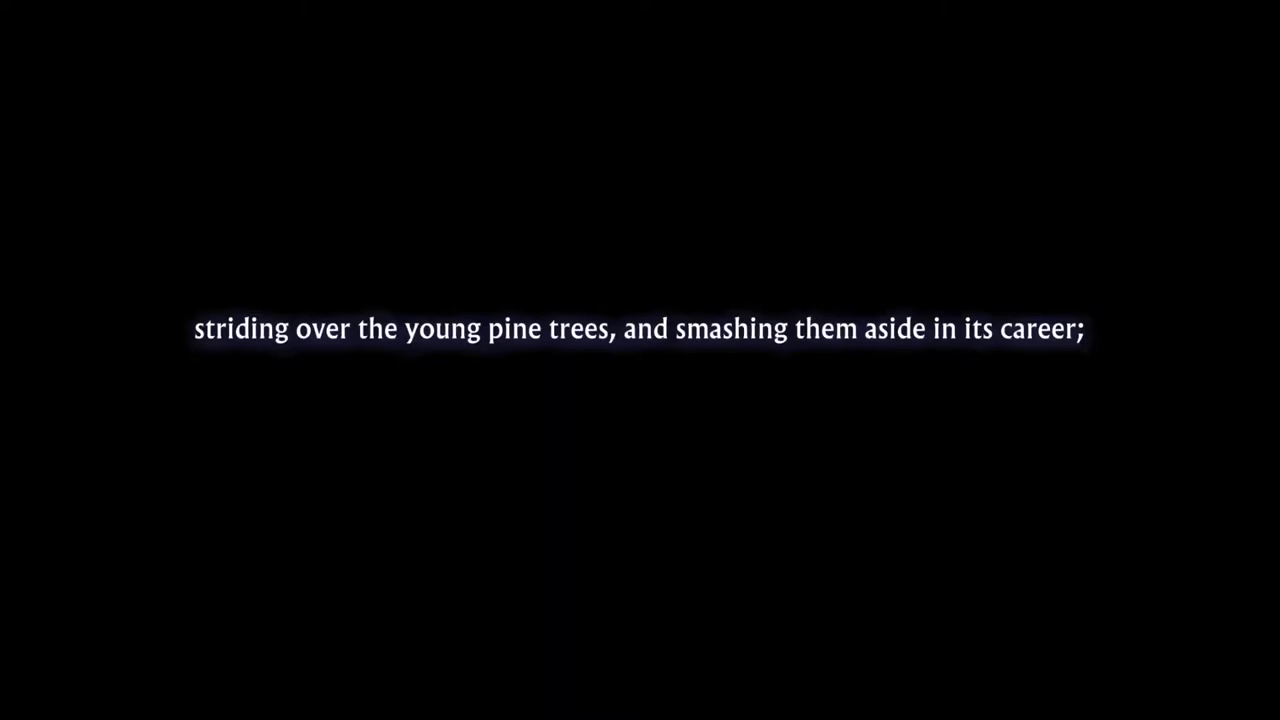 striding over the young pine trees, and smashing them aside in its career;